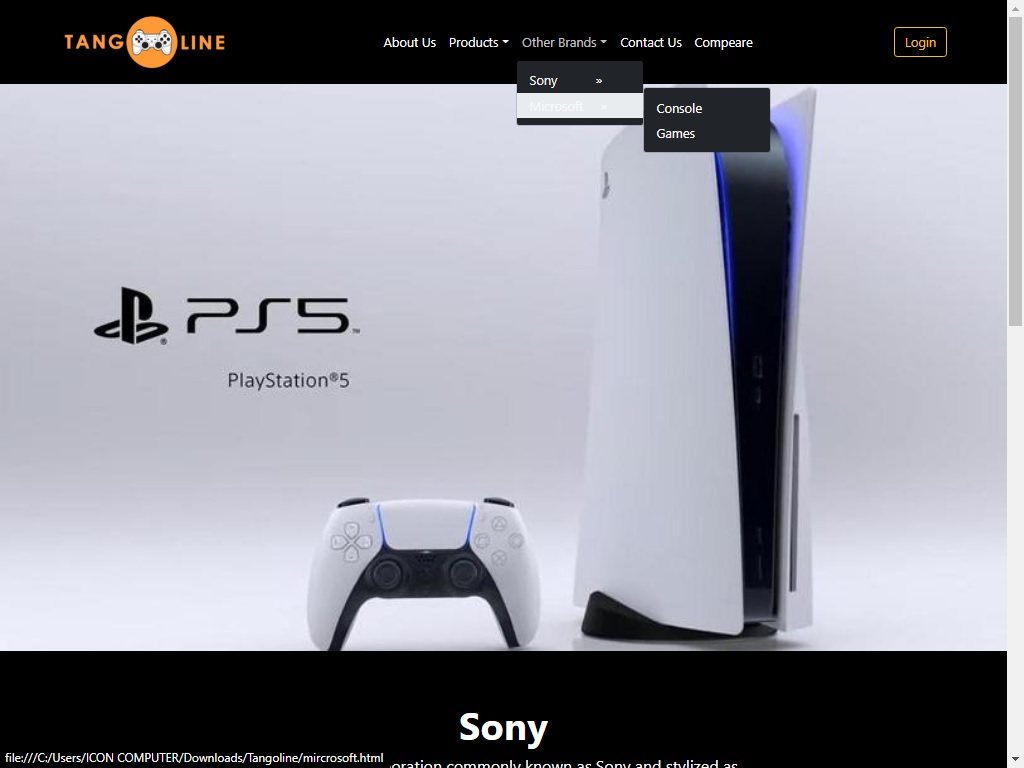 TANG LINE
About Us Products Other Brands Contact Us Compeare Login
Sony »
Microsoft »
Console
Games
PS5 ™
PlayStation®5
Sony
file:///C:/Users/ICON COMPUTER/Downloads/Tangoline/mircrosoft.html
oration commonly known as Sony and stylized as